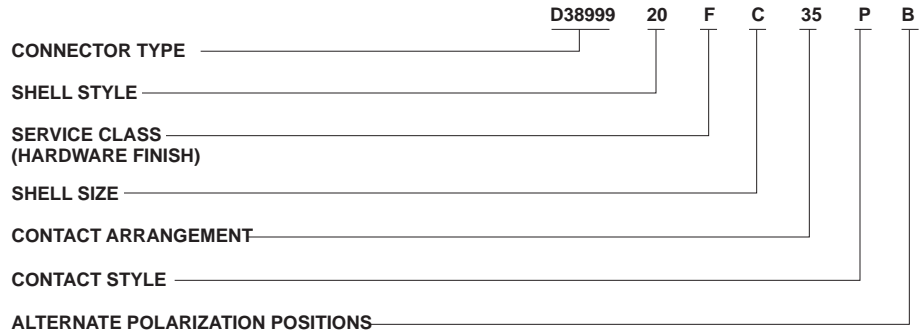 D38999 20 F C 35 P B
CONNECTOR TYPE
SHELL STYLE
SERVICE CLASS
(HARDWARE FINISH)
SHELL SIZE
CONTACT ARRANGEMENT
CONTACT STYLE
ALTERNATE POLARIZATION POSITIONS